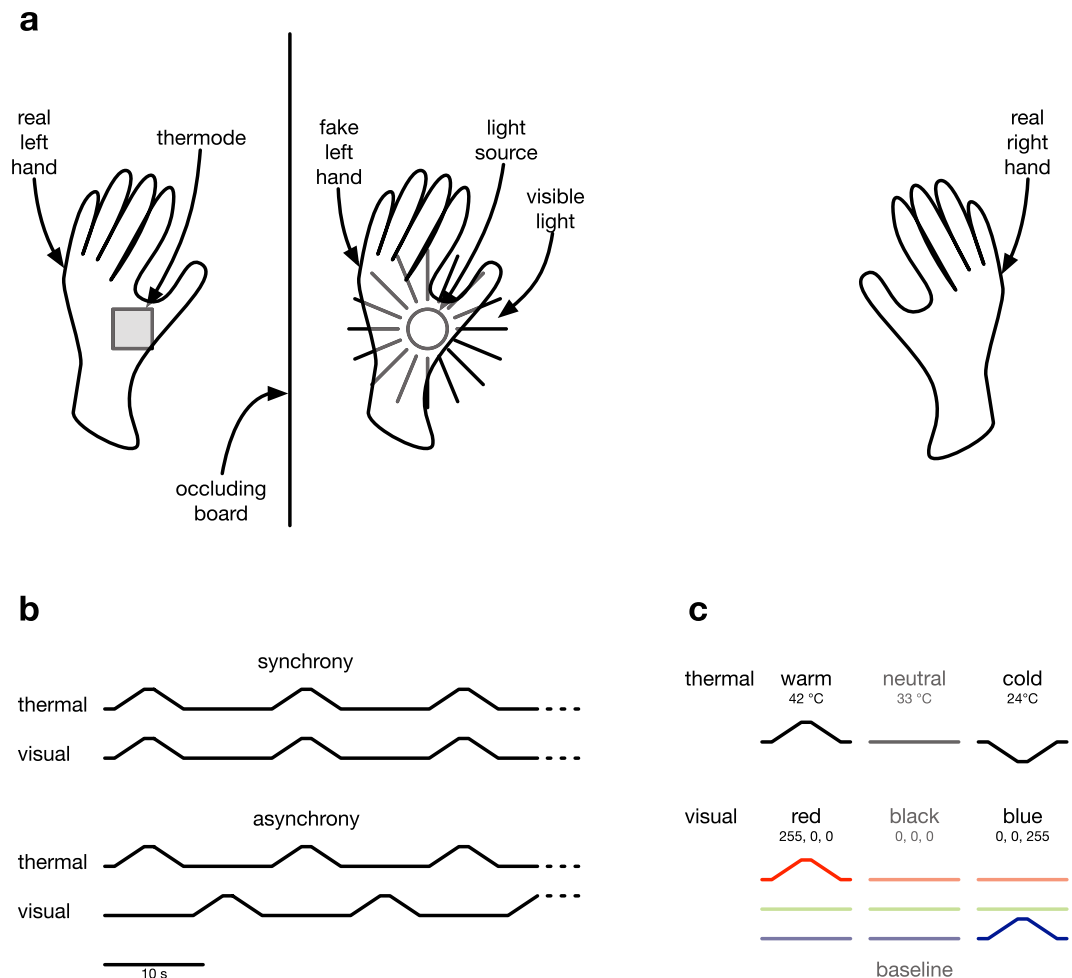 a
real
left
hand
thermode
fake
left
hand
light
source
visible
light
real
right
hand
occluding
board
b
synchrony
thermal
visual
asynchrony
thermal
visual
10 s
c
thermal
warm
neutral
cold
42 °C
33 °C
24°C
visual
red
black
blue
255, 0, 0
0, 0, 0
0, 0, 255
baseline